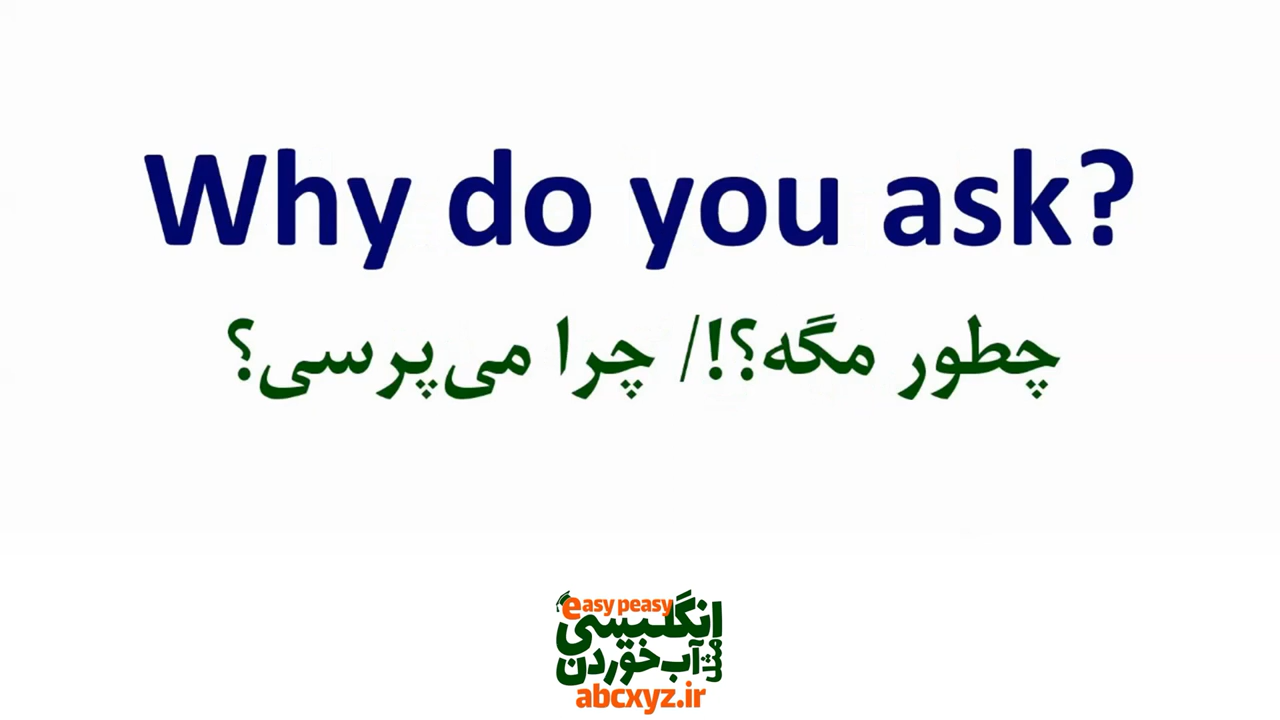 Why do you ask?
چطور مگه؟!/ چرا می‌پرسی؟
easy peasy
انگلیسی
مثل آب خوردن
abcxyz.ir